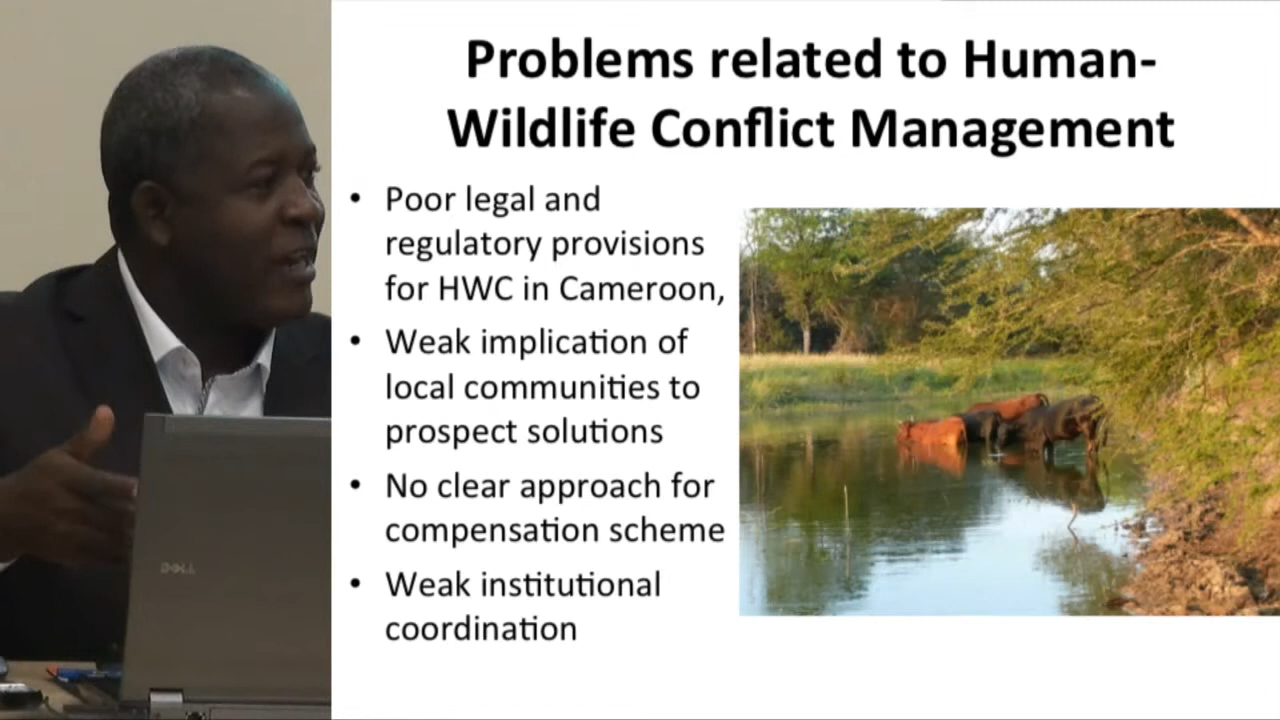 Problems related to Human-
Wildlife Conflict Management
• Poor legal and
regulatory provisions
for HWC in Cameroon,
• Weak implication of
local communities to
prospect solutions
• No clear approach for
compensation scheme
• Weak institutional
coordination
DELL